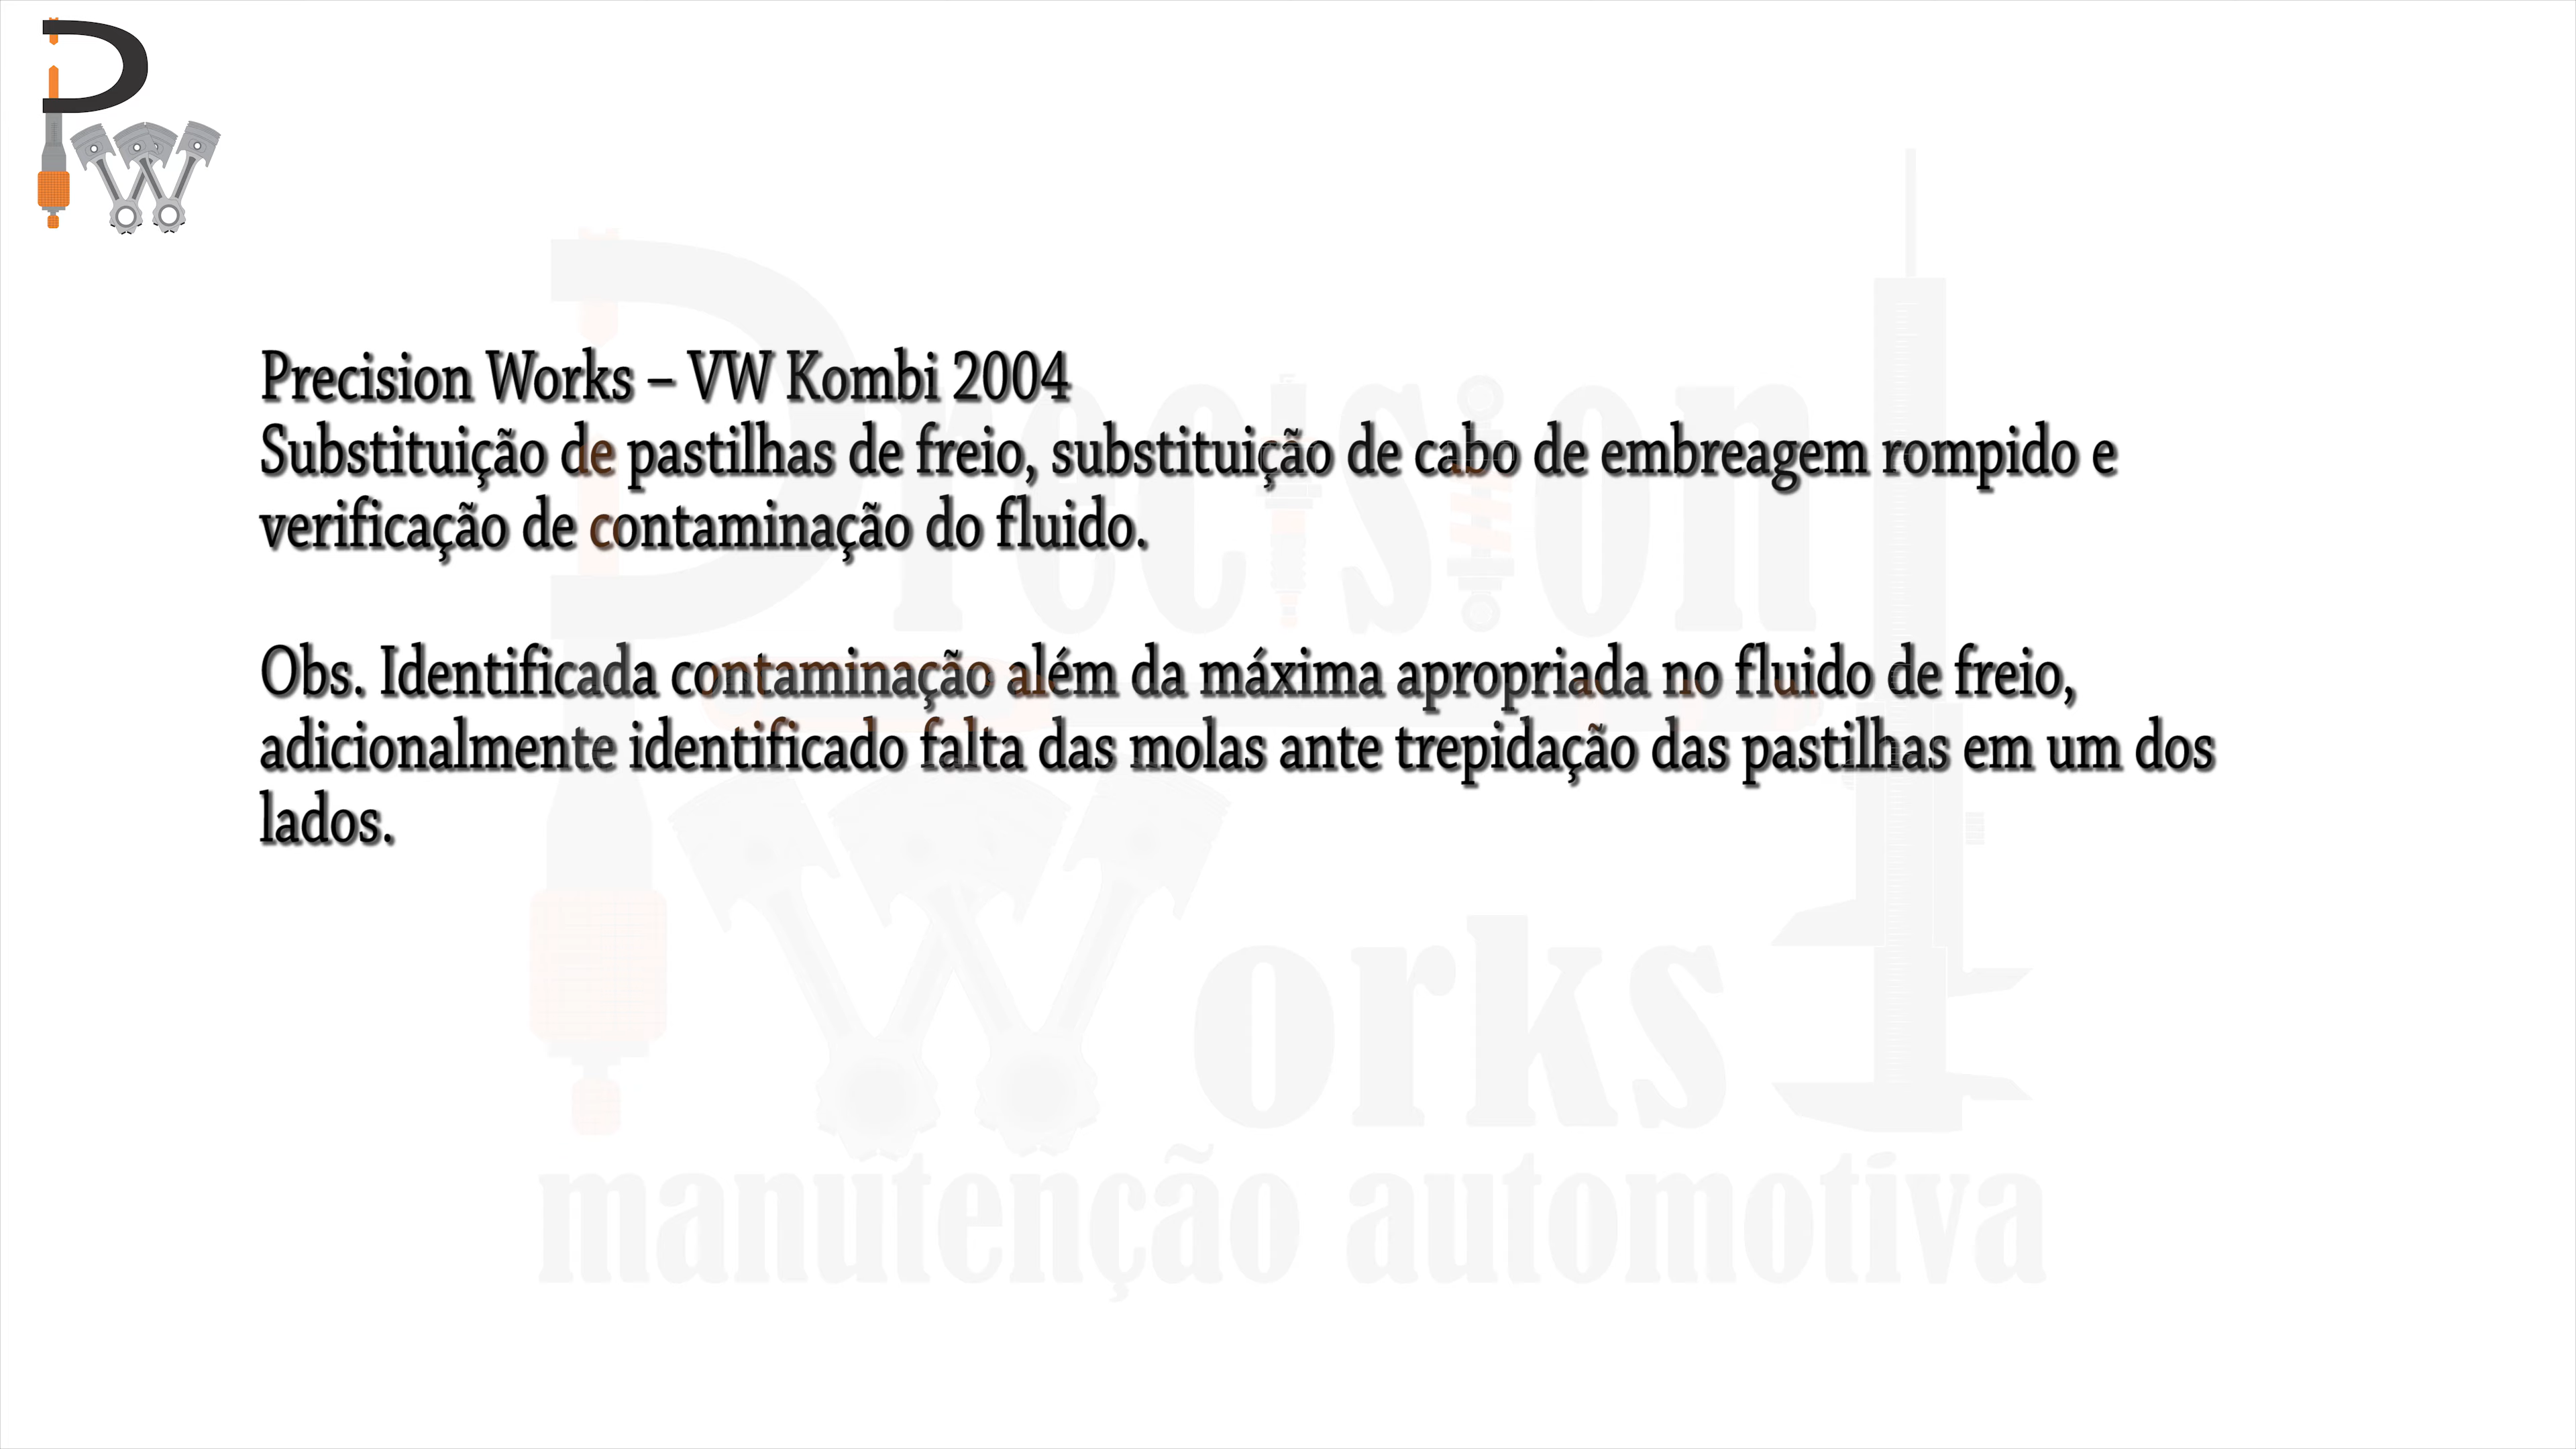 Precision Works – VW Kombi 2004
Substituição de pastilhas de freio, substituição de cabo de embreagem rompido e
verificação de contaminação do fluido.
Obs. Identificada contaminação além da máxima apropriada no fluido de freio,
adicionalmente identificado falta das molas ante trepidação das pastilhas em um dos
lados.
Precision
Works
manutenção automotiva